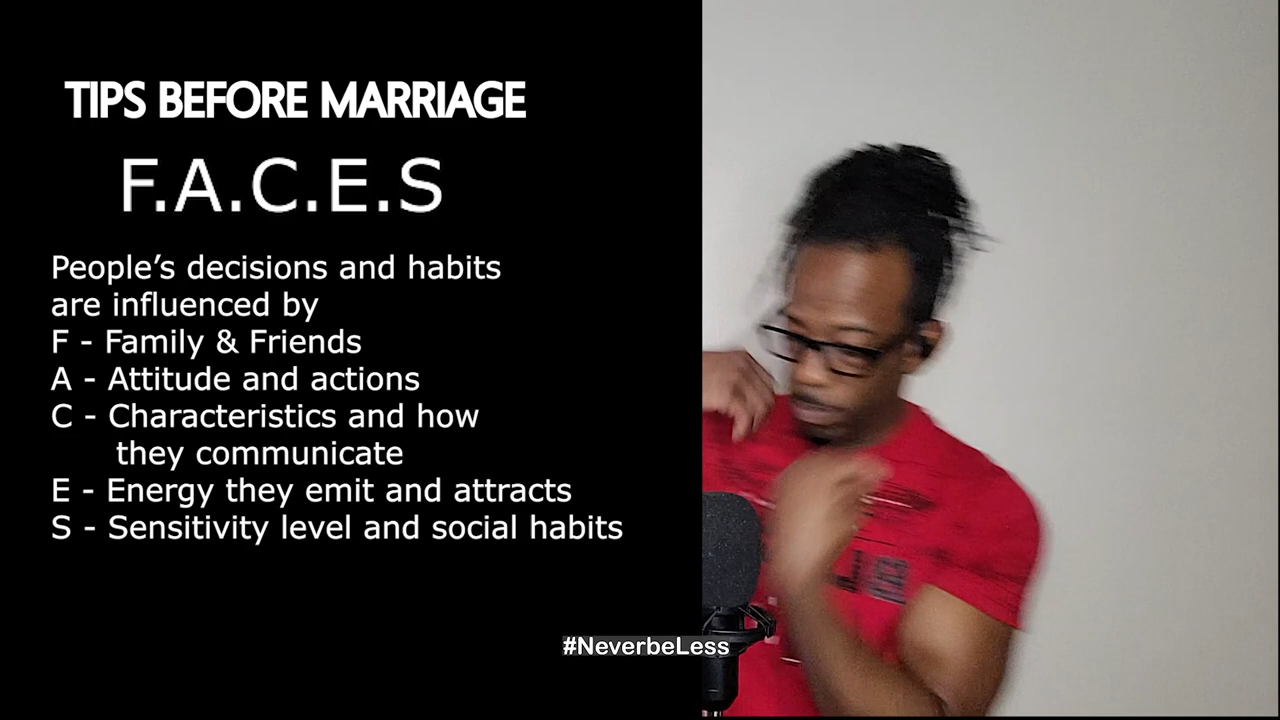 TIPS BEFORE MARRIAGE
F.A.C.E.S
People’s decisions and habits
are influenced by
F - Family & Friends
A - Attitude and actions
C - Characteristics and how
they communicate
E - Energy they emit and attracts
S - Sensitivity level and social habits
#NeverbeLess